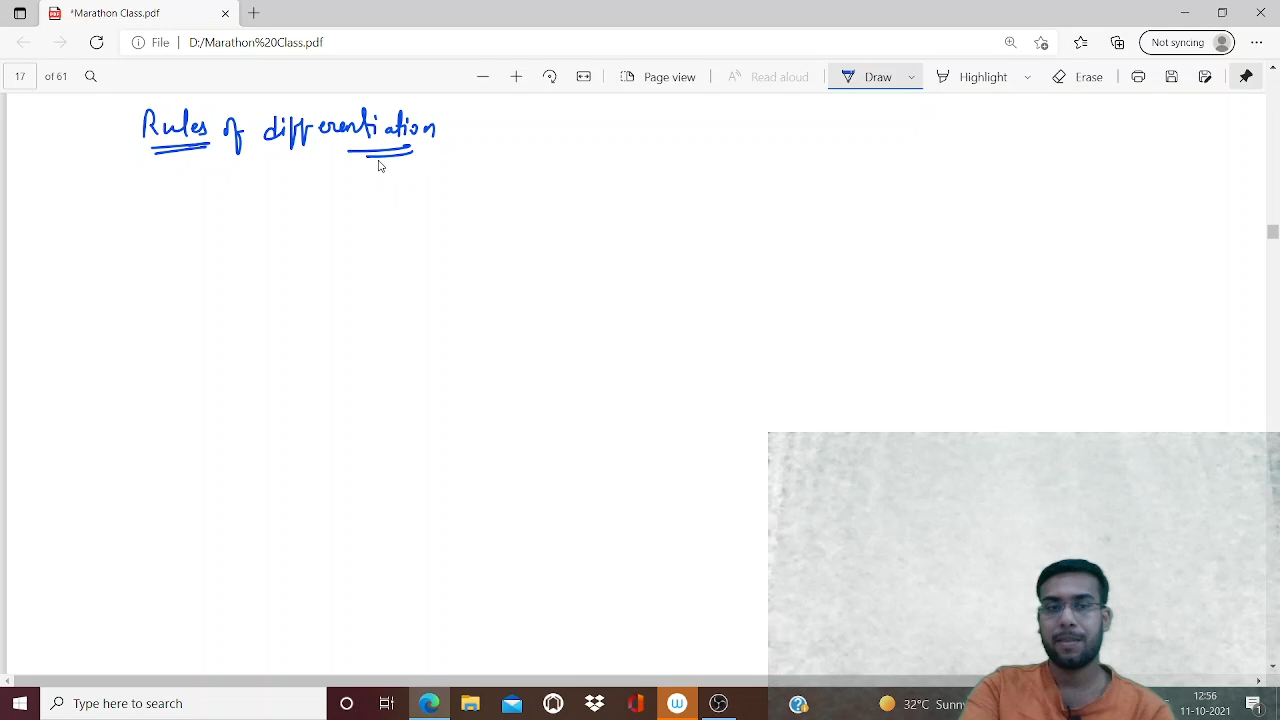 *Marathon Class.pdf
File D:/Marathon%20Class.pdf Not syncing
17 of 61 Page view Read aloud Draw Highlight Erase
Rules of differentiation
Type here to search 32°C Sunny 12:56
11-10-2021